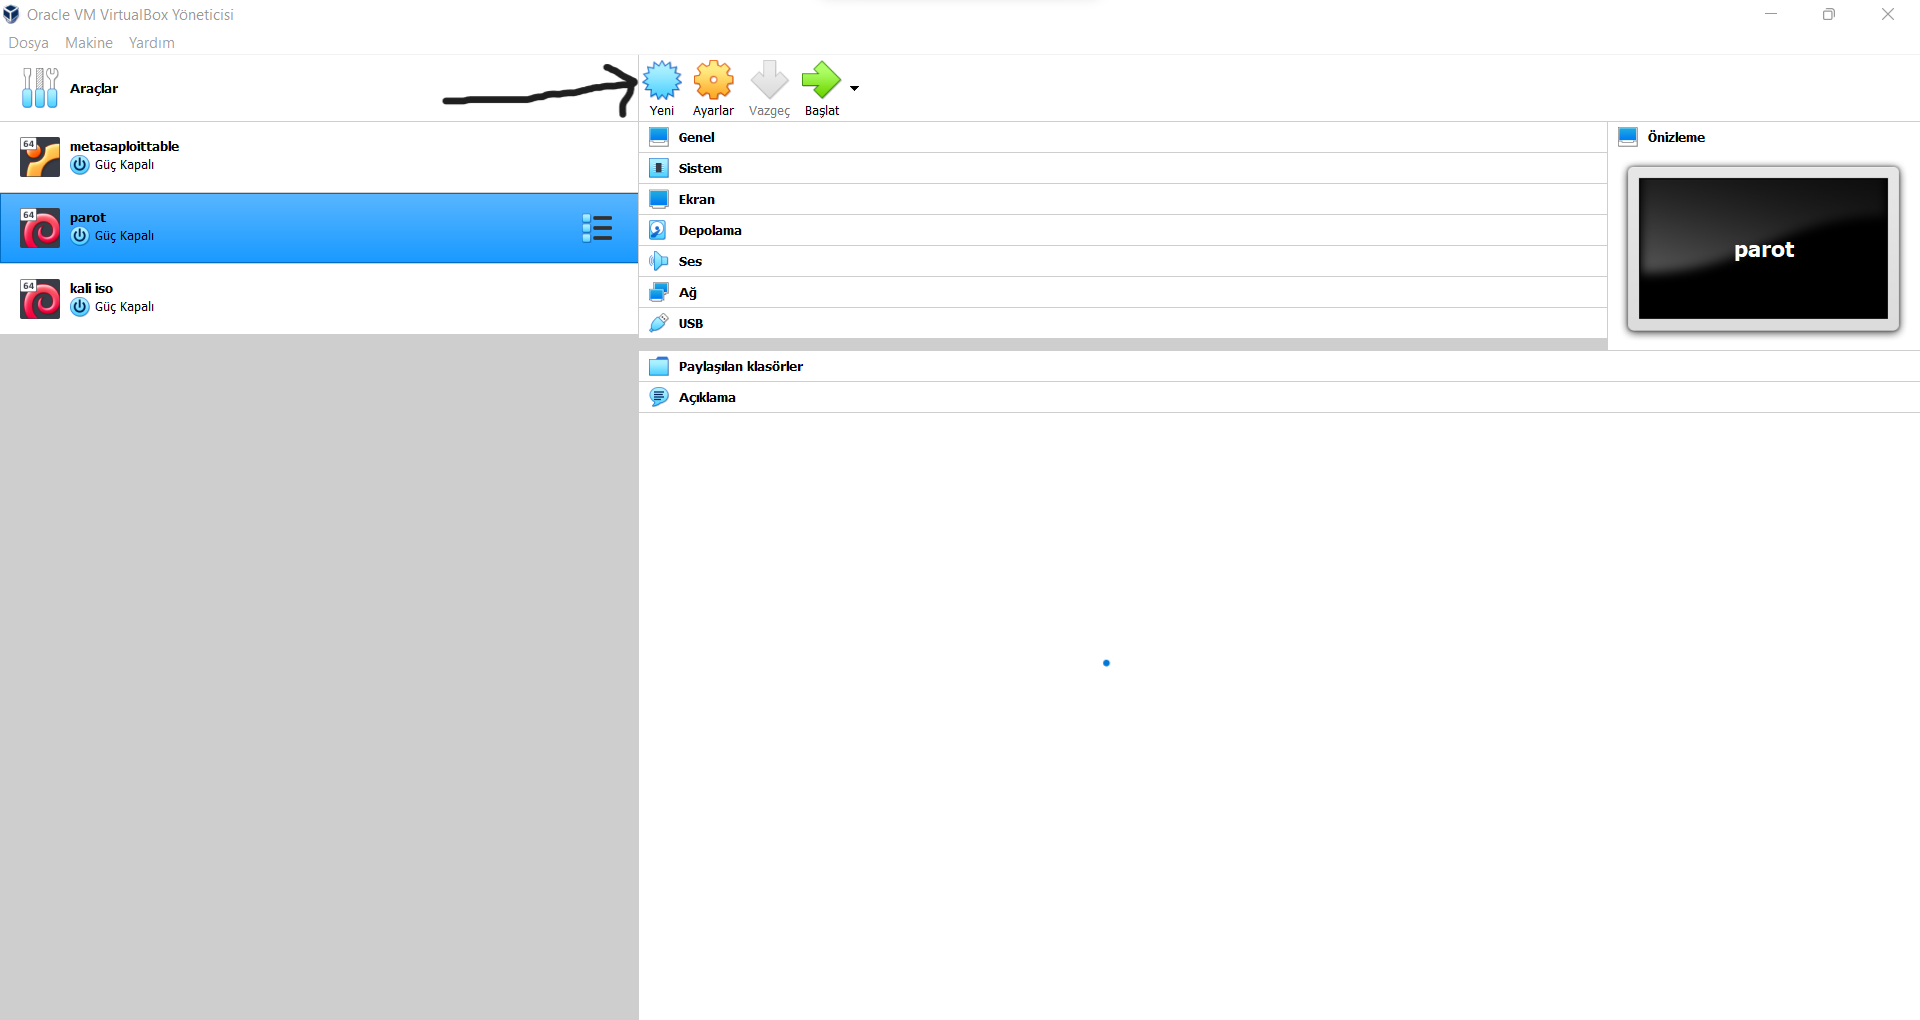 Oracle VM VirtualBox Yöneticisi
Dosya Makine Yardım
Araçlar
Yeni Ayarlar Vazgeç Başlat
64 metasaploittable
Güç Kapalı
64 parot
Güç Kapalı
64 kali iso
Güç Kapalı
Genel
Sistem
Ekran
Depolama
Ses
Ağ
USB
Paylaşılan klasörler
Açıklama
Önizleme
parot